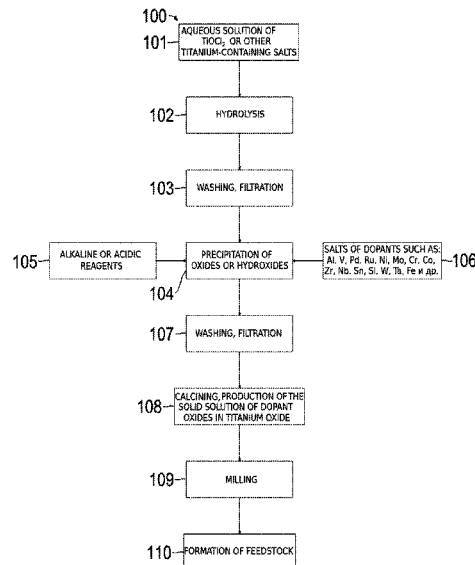 100
AQUEOUS SOLUTION OF
TiOCl₂ OR OTHER
TITANIUM-CONTAINING SALTS
101
HYDROLYSIS
102
WASHING, FILTRATION
103
ALKALINE OR ACIDIC
REAGENTS
105
PRECIPITATION OF
OXIDES OR HYDROXIDES
104
SALTS OF DOPANTS SUCH AS:
Al, V, Pd, Ru, Ni, Mo, Cr, Co,
Zr, Nb, Sn, Si, W, Ta, Fe и др.
106
WASHING, FILTRATION
107
CALCINING, PRODUCTION OF THE
SOLID SOLUTION OF DOPANT
OXIDES IN TITANIUM OXIDE
108
MILLING
109
FORMATION OF FEEDSTOCK
110